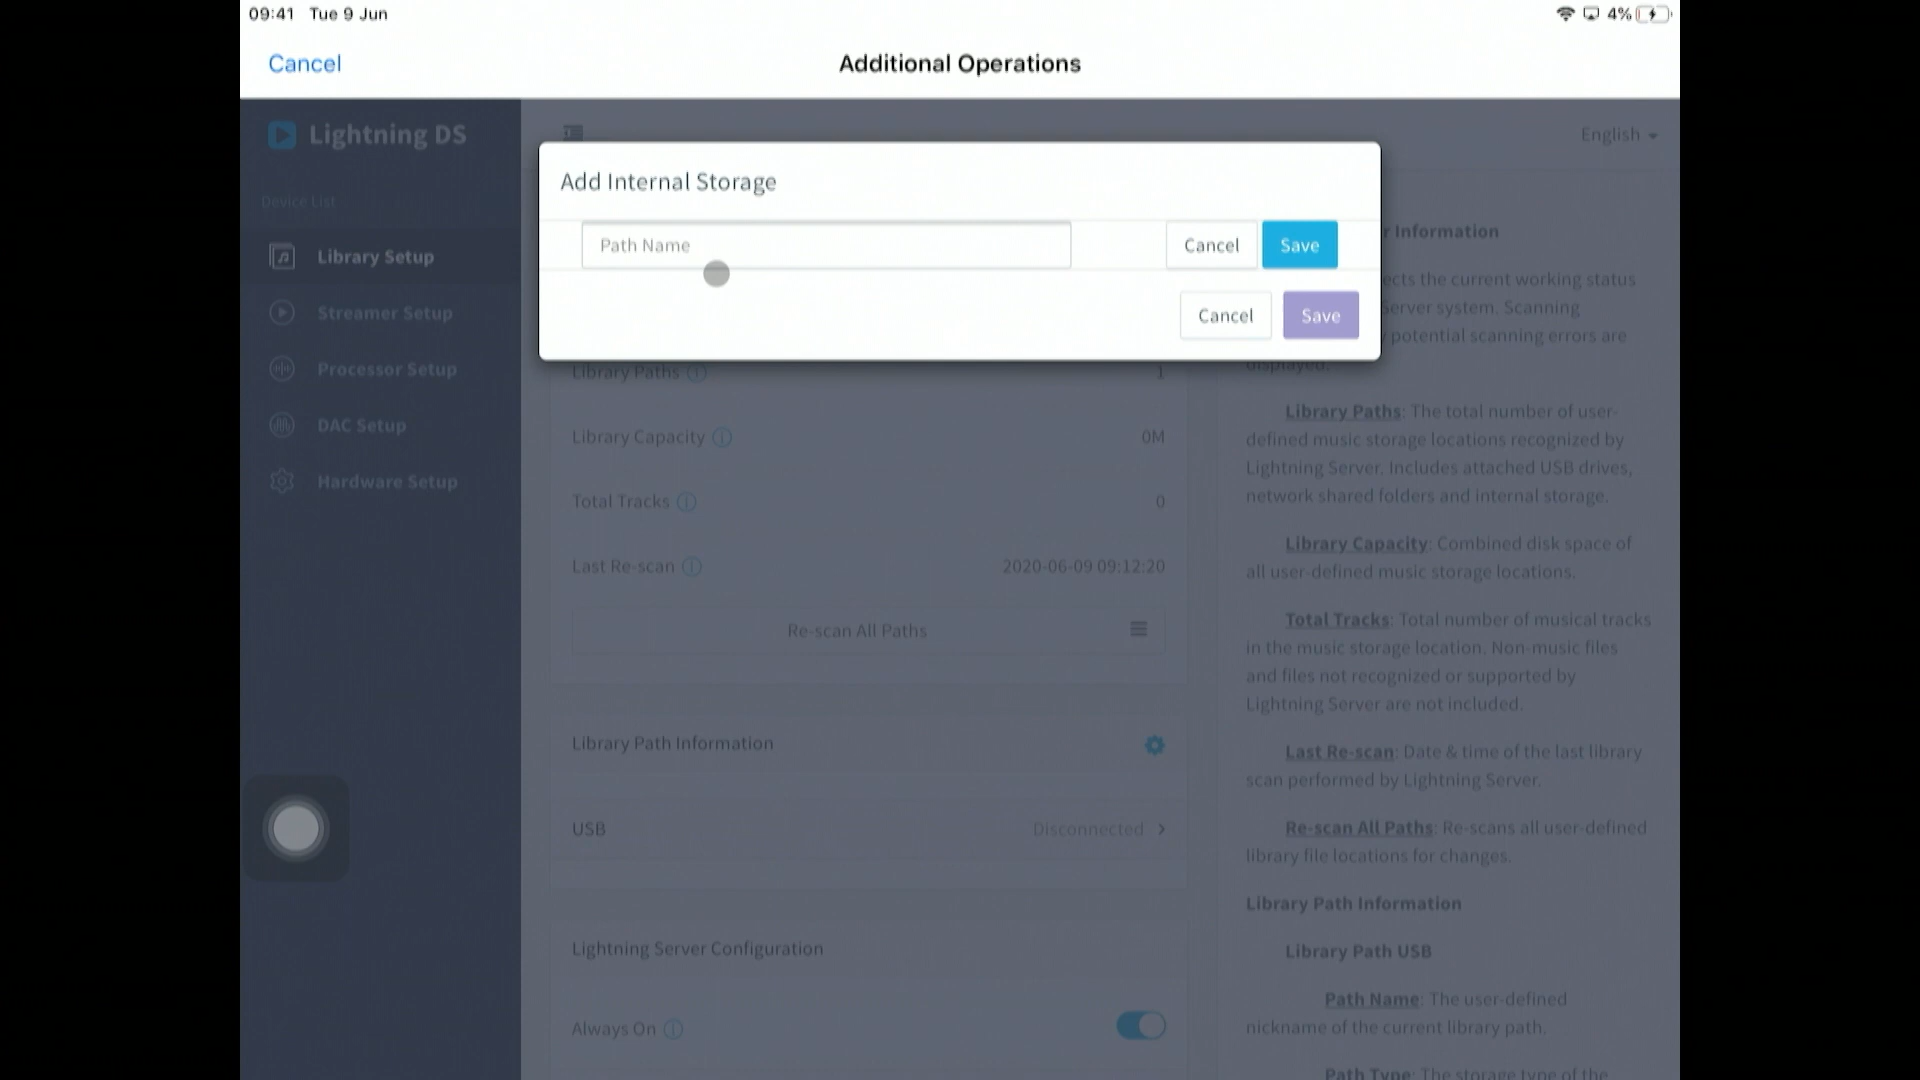 09:41 Tue 9 Jun
4%
Cancel
Additional Operations
Lightning DS
English
Device List
Library Setup
Streamer Setup
Processor Setup
DAC Setup
Hardware Setup
Add Internal Storage
Path Name
Cancel
Save
Cancel
Save
Library Paths
1
Library Capacity
0M
Total Tracks
0
Last Re-scan
2020-06-09 09:12:20
Re-scan All Paths
Library Path Information
USB
Disconnected
Lightning Server Configuration
Always On
Information
the current working status
Server system. Scanning
potential scanning errors are
displayed.
Library Paths: The total number of user-
defined music storage locations recognized by
Lightning Server. Includes attached USB drives,
network shared folders and internal storage.
Library Capacity: Combined disk space of
all user-defined music storage locations.
Total Tracks: Total number of musical tracks
in the music storage location. Non-music files
and files not recognized or supported by
Lightning Server are not included.
Last Re-scan: Date & time of the last library
scan performed by Lightning Server.
Re-scan All Paths: Re-scans all user-defined
library file locations for changes.
Library Path Information
Library Path USB
Path Name: The user-defined
nickname of the current library path.
Path Type: The storage type of the